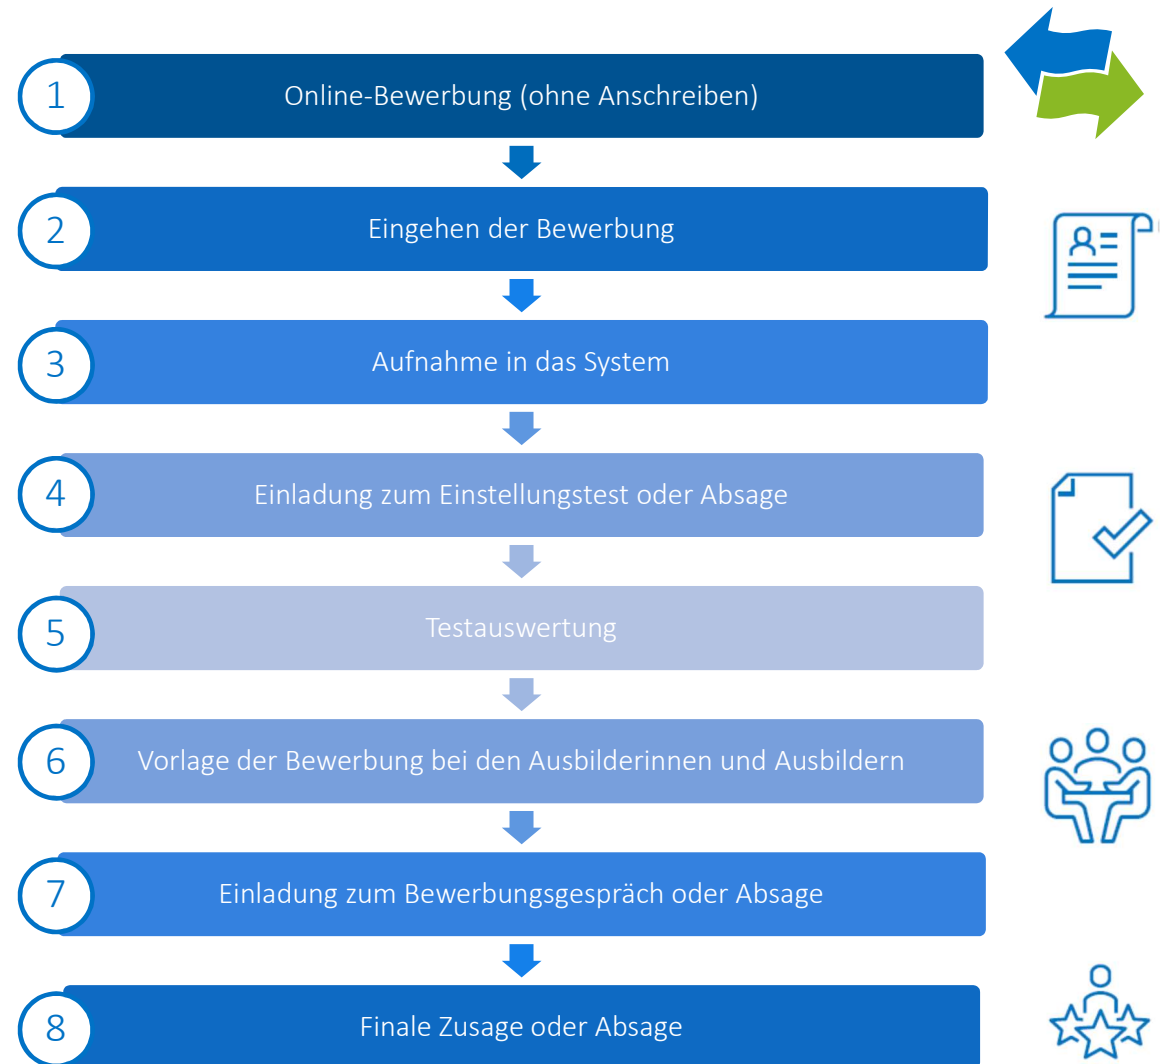 1
Online-Bewerbung (ohne Anschreiben)
2
Eingehen der Bewerbung
3
Aufnahme in das System
4
Einladung zum Einstellungstest oder Absage
5
Testauswertung
6
Vorlage der Bewerbung bei den Ausbilderinnen und Ausbildern
7
Einladung zum Bewerbungsgespräch oder Absage
8
Finale Zusage oder Absage